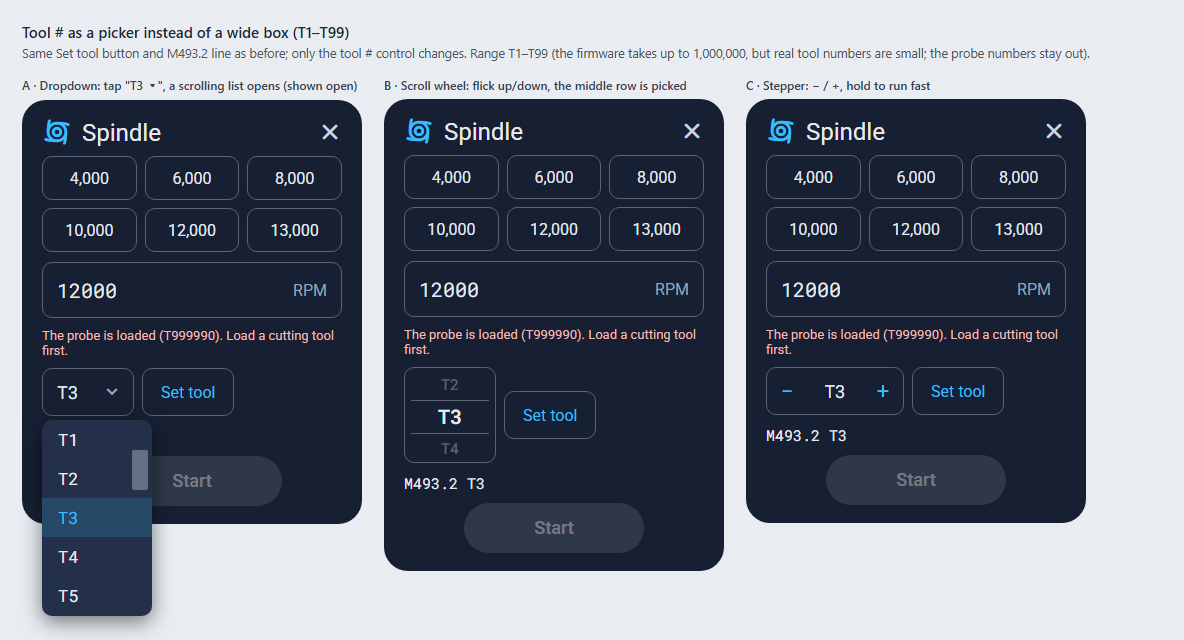 Tool # as a picker instead of a wide box (T1–T99)
Same Set tool button and M493.2 line as before; only the tool # control changes. Range T1–T99 (the firmware takes up to 1,000,000, but real tool numbers are small; the probe numbers stay out).
A · Dropdown: tap "T3 ▾", a scrolling list opens (shown open)
Spindle
4,000 6,000 8,000
10,000 12,000 13,000
12000 RPM
The probe is loaded (T999990). Load a cutting tool
first.
T3 Set tool
T1
T2
T3
T4
T5
Start
B · Scroll wheel: flick up/down, the middle row is picked
Spindle
4,000 6,000 8,000
10,000 12,000 13,000
12000 RPM
The probe is loaded (T999990). Load a cutting tool
first.
T2
T3 Set tool
T4
M493.2 T3
Start
C · Stepper: − / +, hold to run fast
Spindle
4,000 6,000 8,000
10,000 12,000 13,000
12000 RPM
The probe is loaded (T999990). Load a cutting tool
first.
− T3 + Set tool
M493.2 T3
Start